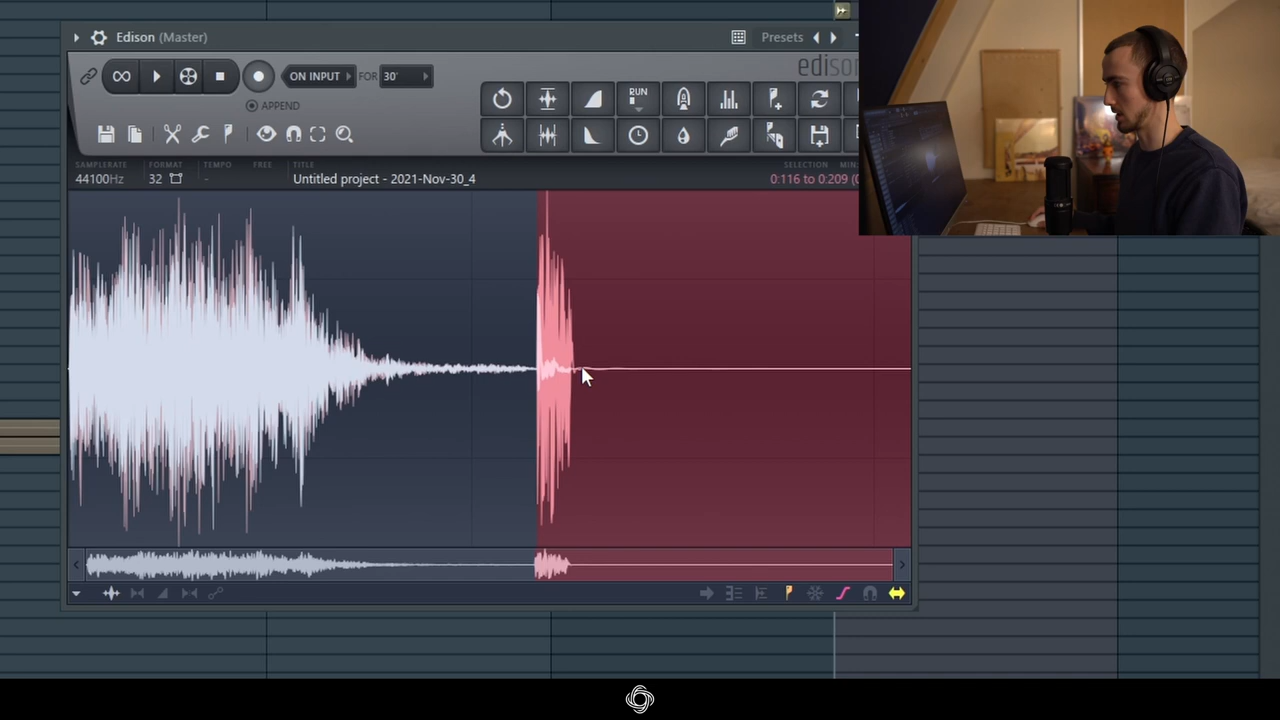 Edison (Master)
Presets
ON INPUT
FOR
30'
APPEND
edison
RUN
SAMPLERATE
44100Hz
FORMAT
32
TEMPO
-
FREE
TITLE
Untitled project - 2021-Nov-30_4
SELECTION
MIN:
0:116 to 0:209 (